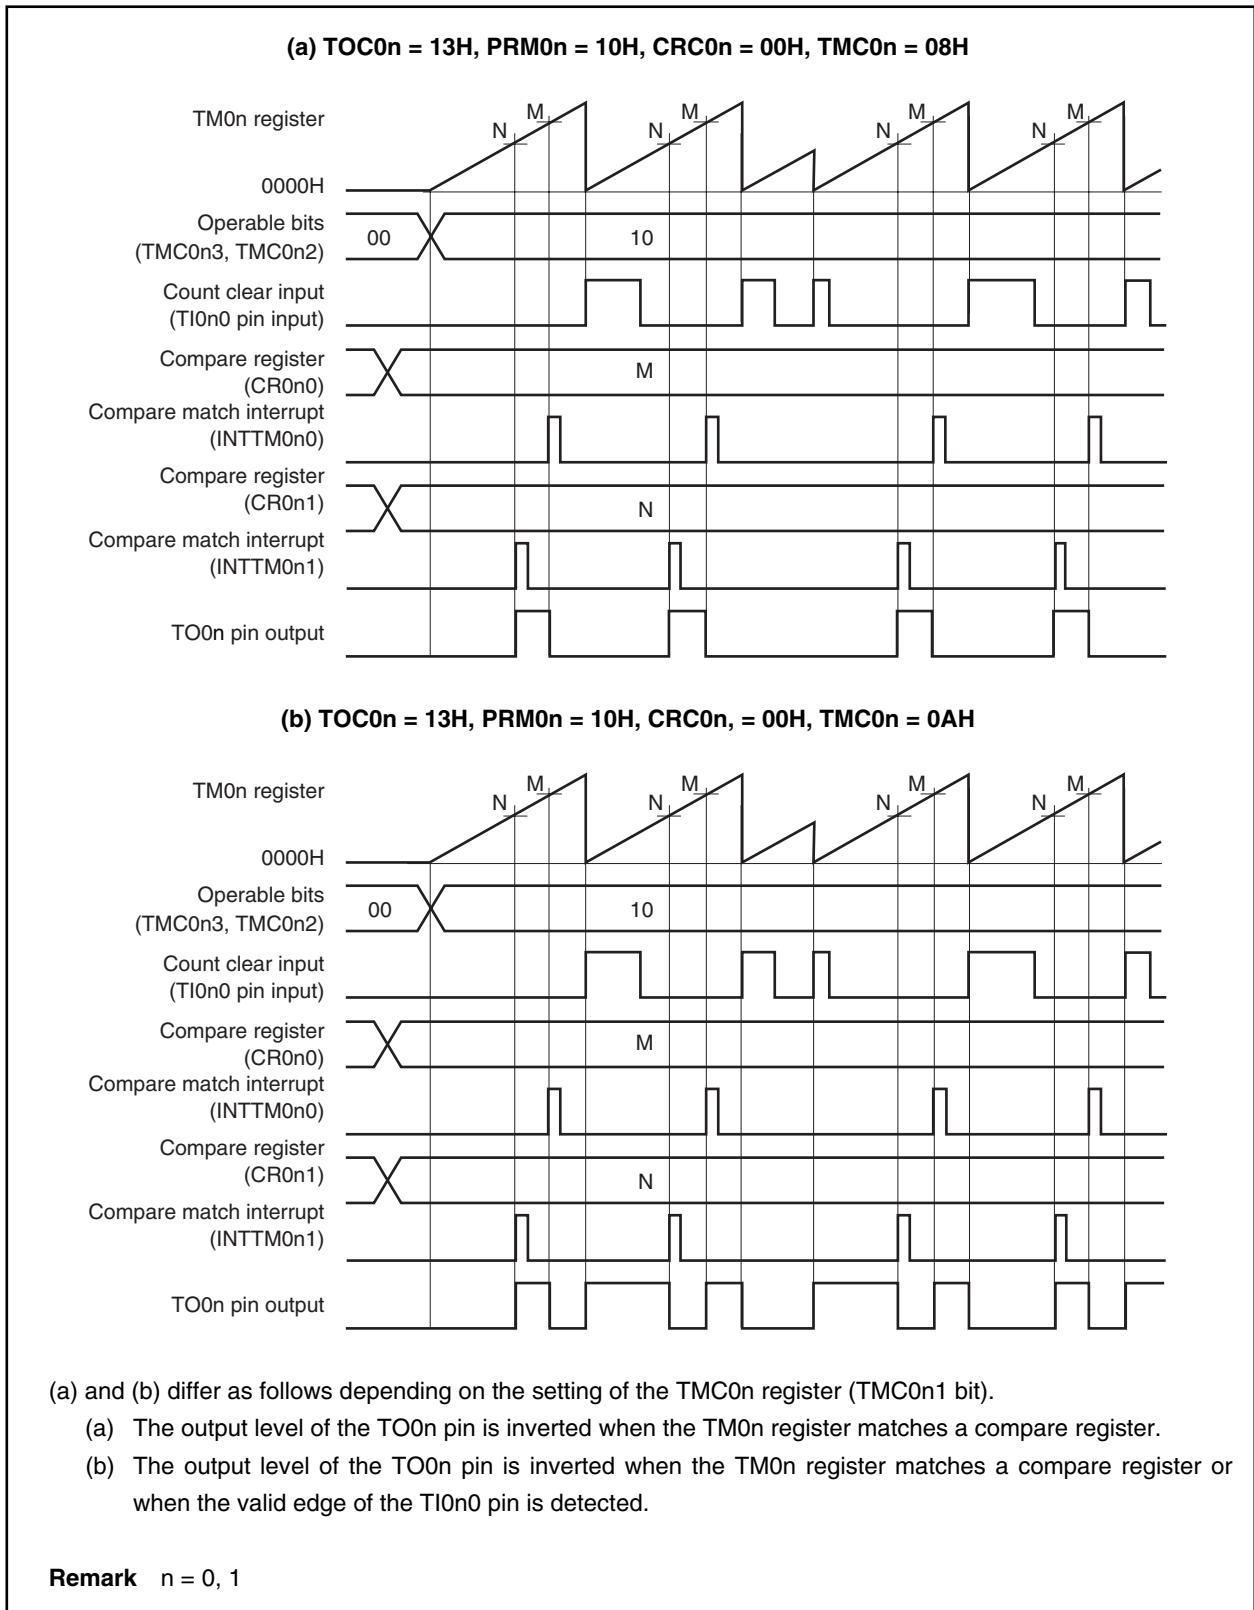 (a) TOC0n = 13H, PRM0n = 10H, CRC0n = 00H, TMC0n = 08H
TM0n register
N
M
N
M
N
M
N
M
0000H
Operable bits
(TMC0n3, TMC0n2)
00
10
Count clear input
(TI0n0 pin input)
Compare register
(CR0n0)
M
Compare match interrupt
(INTTM0n0)
Compare register
(CR0n1)
N
Compare match interrupt
(INTTM0n1)
TO0n pin output
(b) TOC0n = 13H, PRM0n = 10H, CRC0n, = 00H, TMC0n = 0AH
TM0n register
N
M
N
M
N
M
N
M
0000H
Operable bits
(TMC0n3, TMC0n2)
00
10
Count clear input
(TI0n0 pin input)
Compare register
(CR0n0)
M
Compare match interrupt
(INTTM0n0)
Compare register
(CR0n1)
N
Compare match interrupt
(INTTM0n1)
TO0n pin output
(a) and (b) differ as follows depending on the setting of the TMC0n register (TMC0n1 bit).
(a) The output level of the TO0n pin is inverted when the TM0n register matches a compare register.
(b) The output level of the TO0n pin is inverted when the TM0n register matches a compare register or
when the valid edge of the TI0n0 pin is detected.
Remark n = 0, 1